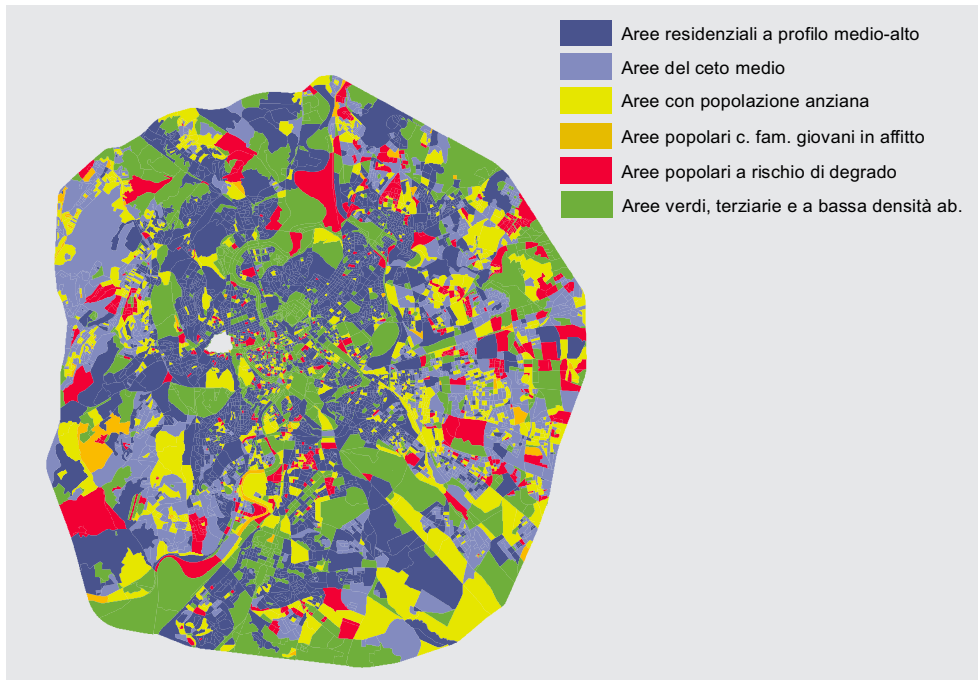 Aree residenziali a profilo medio-alto
Aree del ceto medio
Aree con popolazione anziana
Aree popolari c. fam. giovani in affitto
Aree popolari a rischio di degrado
Aree verdi, terziarie e a bassa densità ab.